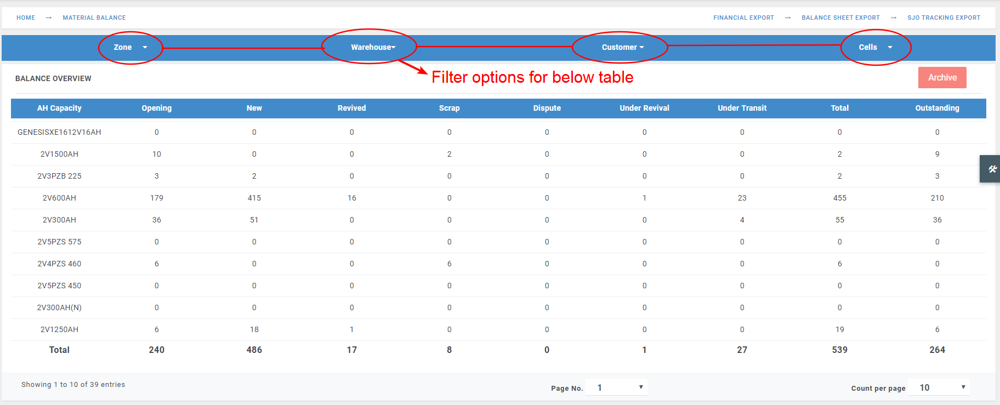 HOME → MATERIAL BALANCE FINANCIAL EXPORT → BALANCE SHEET EXPORT → SJO TRACKING EXPORT
Zone Warehouse Customer Cells
Filter options for below table
BALANCE OVERVIEW Archive
AH Capacity Opening New Revived Scrap Dispute Under Revival Under Transit Total Outstanding
GENESISXE1612V16AH 0 0 0 0 0 0 0 0 0
2V1500AH 10 0 0 2 0 0 0 2 9
2V3PZB 225 3 2 0 0 0 0 0 2 3
2V600AH 179 415 16 0 0 1 23 455 210
2V300AH 36 51 0 0 0 0 4 55 36
2V5PZS 575 0 0 0 0 0 0 0 0 0
2V4PZS 460 6 0 0 6 0 0 0 6 0
2V5PZS 450 0 0 0 0 0 0 0 0 0
2V300AH(N) 0 0 0 0 0 0 0 0 0
2V1250AH 6 18 1 0 0 0 0 19 6
Total 240 486 17 8 0 1 27 539 264
Showing 1 to 10 of 39 entries Page No. 1 Count per page 10